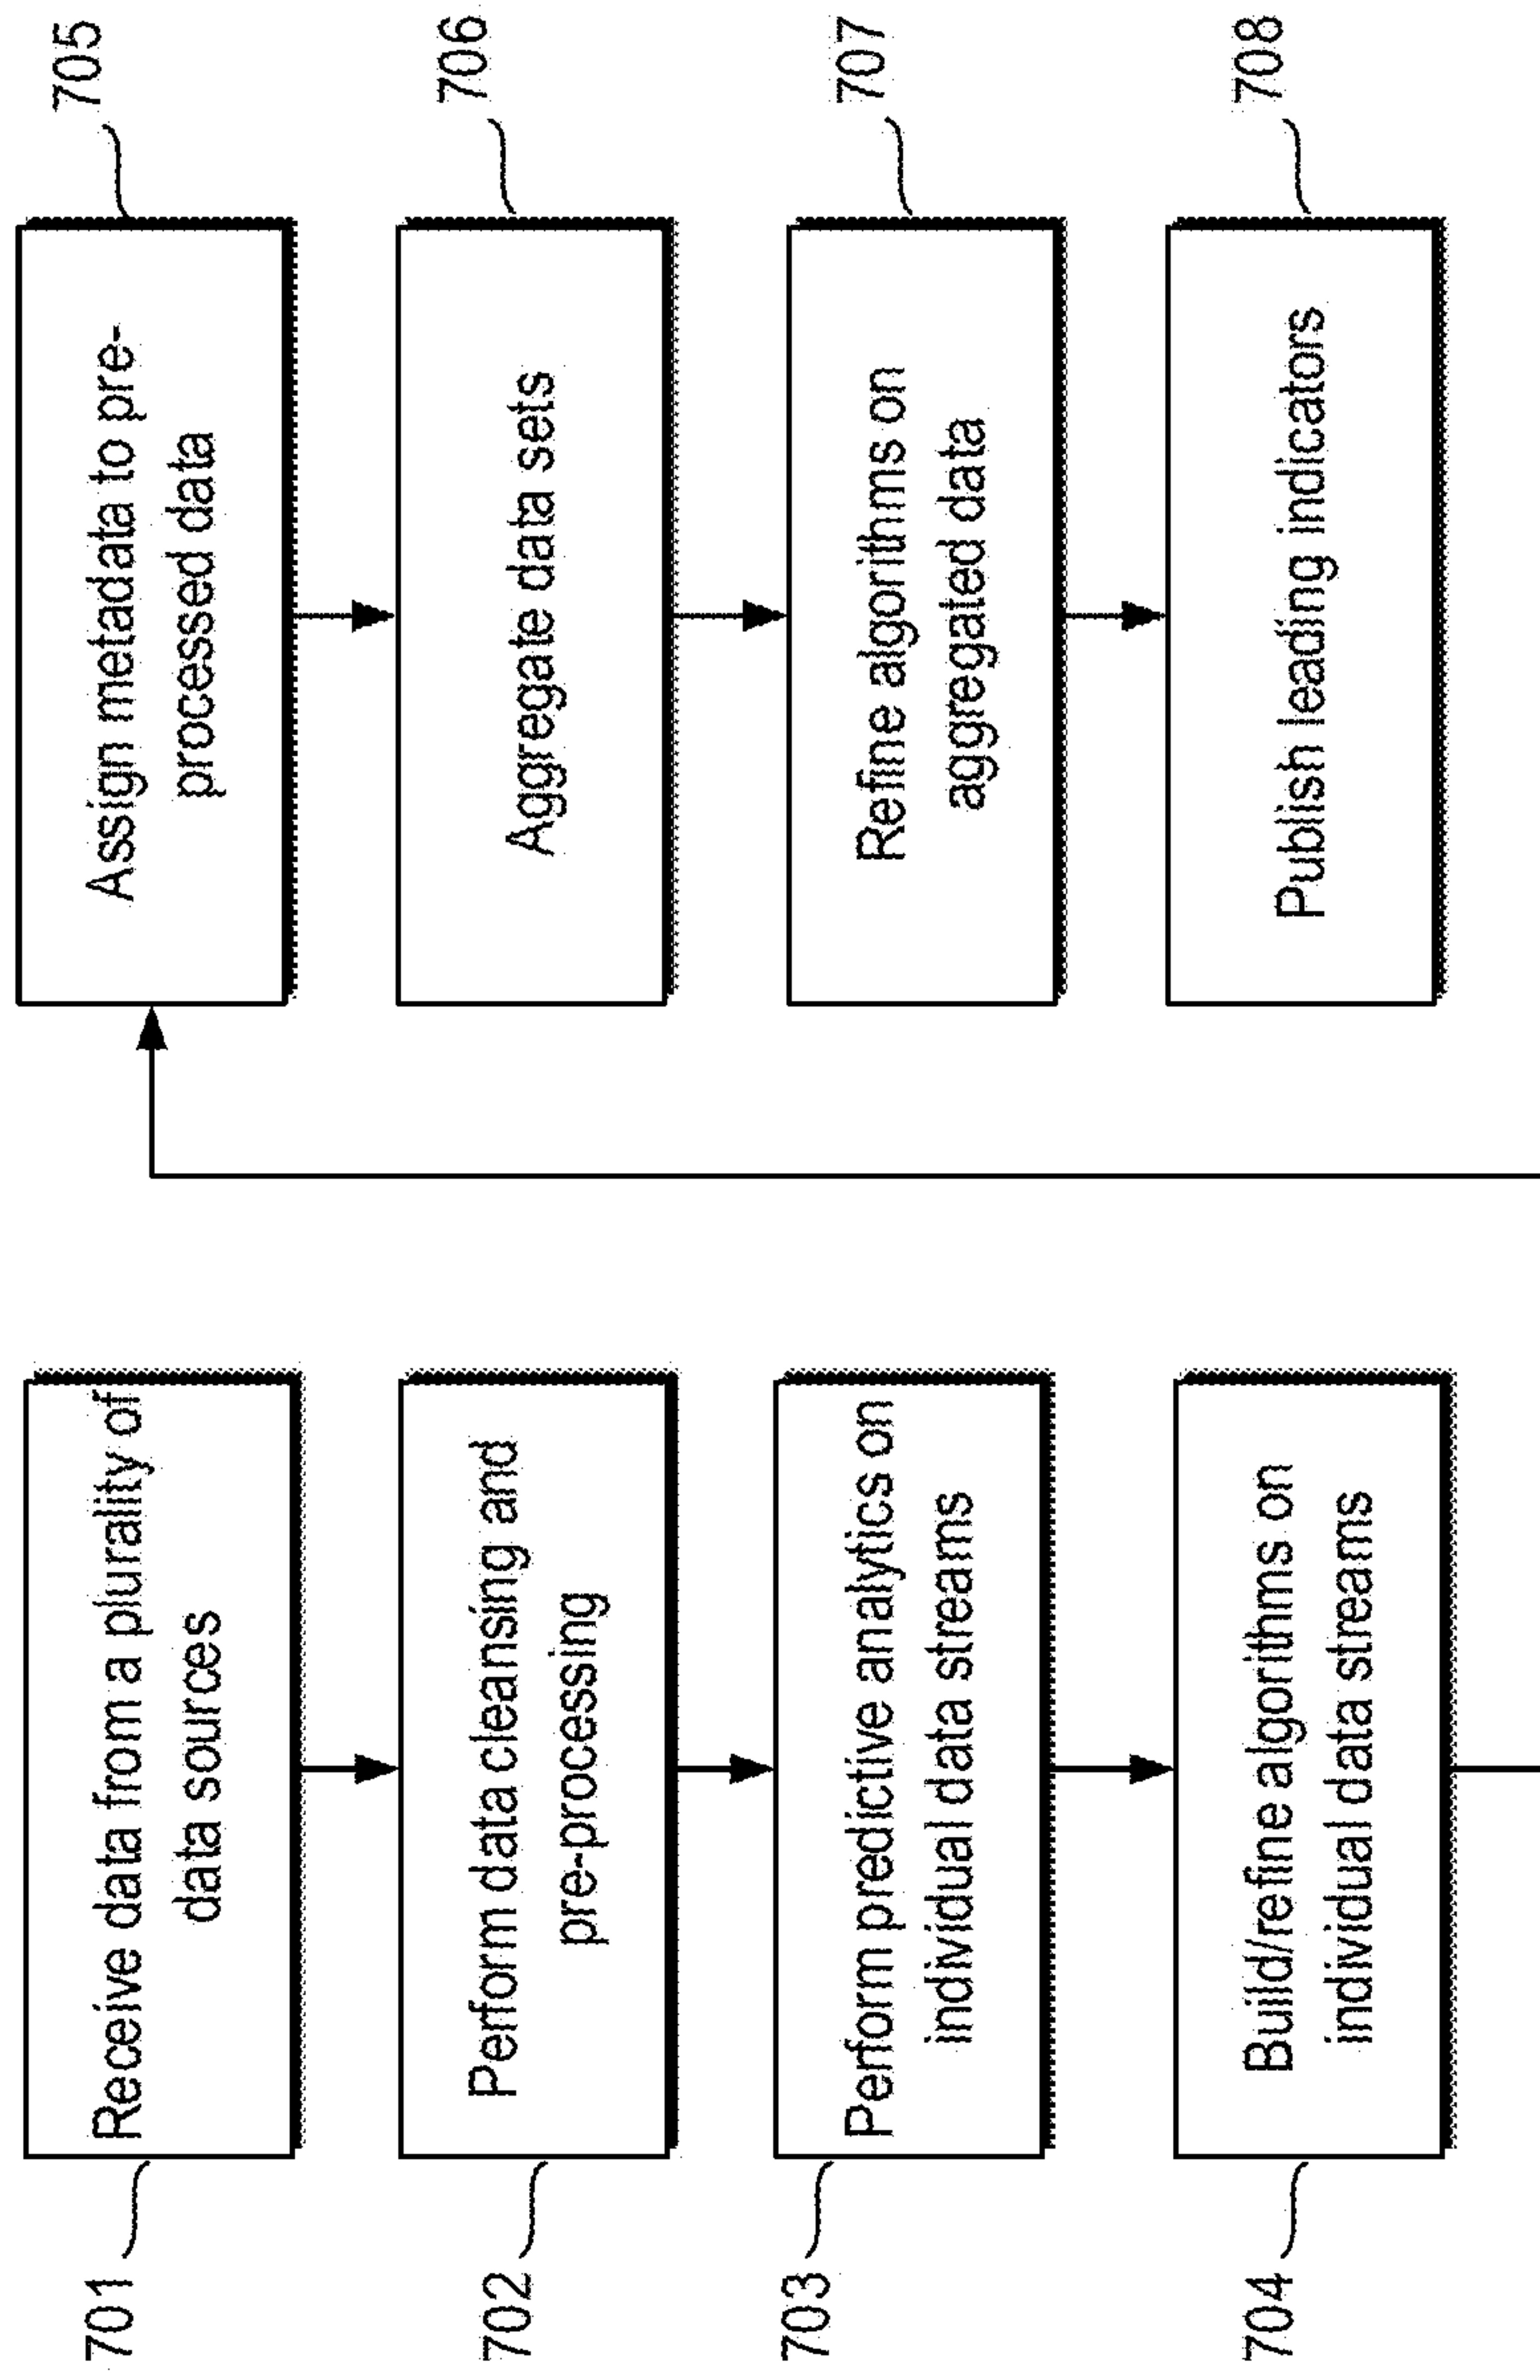 701
Receive data from a plurality of
data sources
702
Perform data cleansing and
pre-processing
703
Perform predictive analytics on
individual data streams
704
Build/refine algorithms on
individual data streams
705
Assign metadata to pre-
processed data
706
Aggregate data sets
707
Refine algorithms on
aggregated data
708
Publish leading indicators